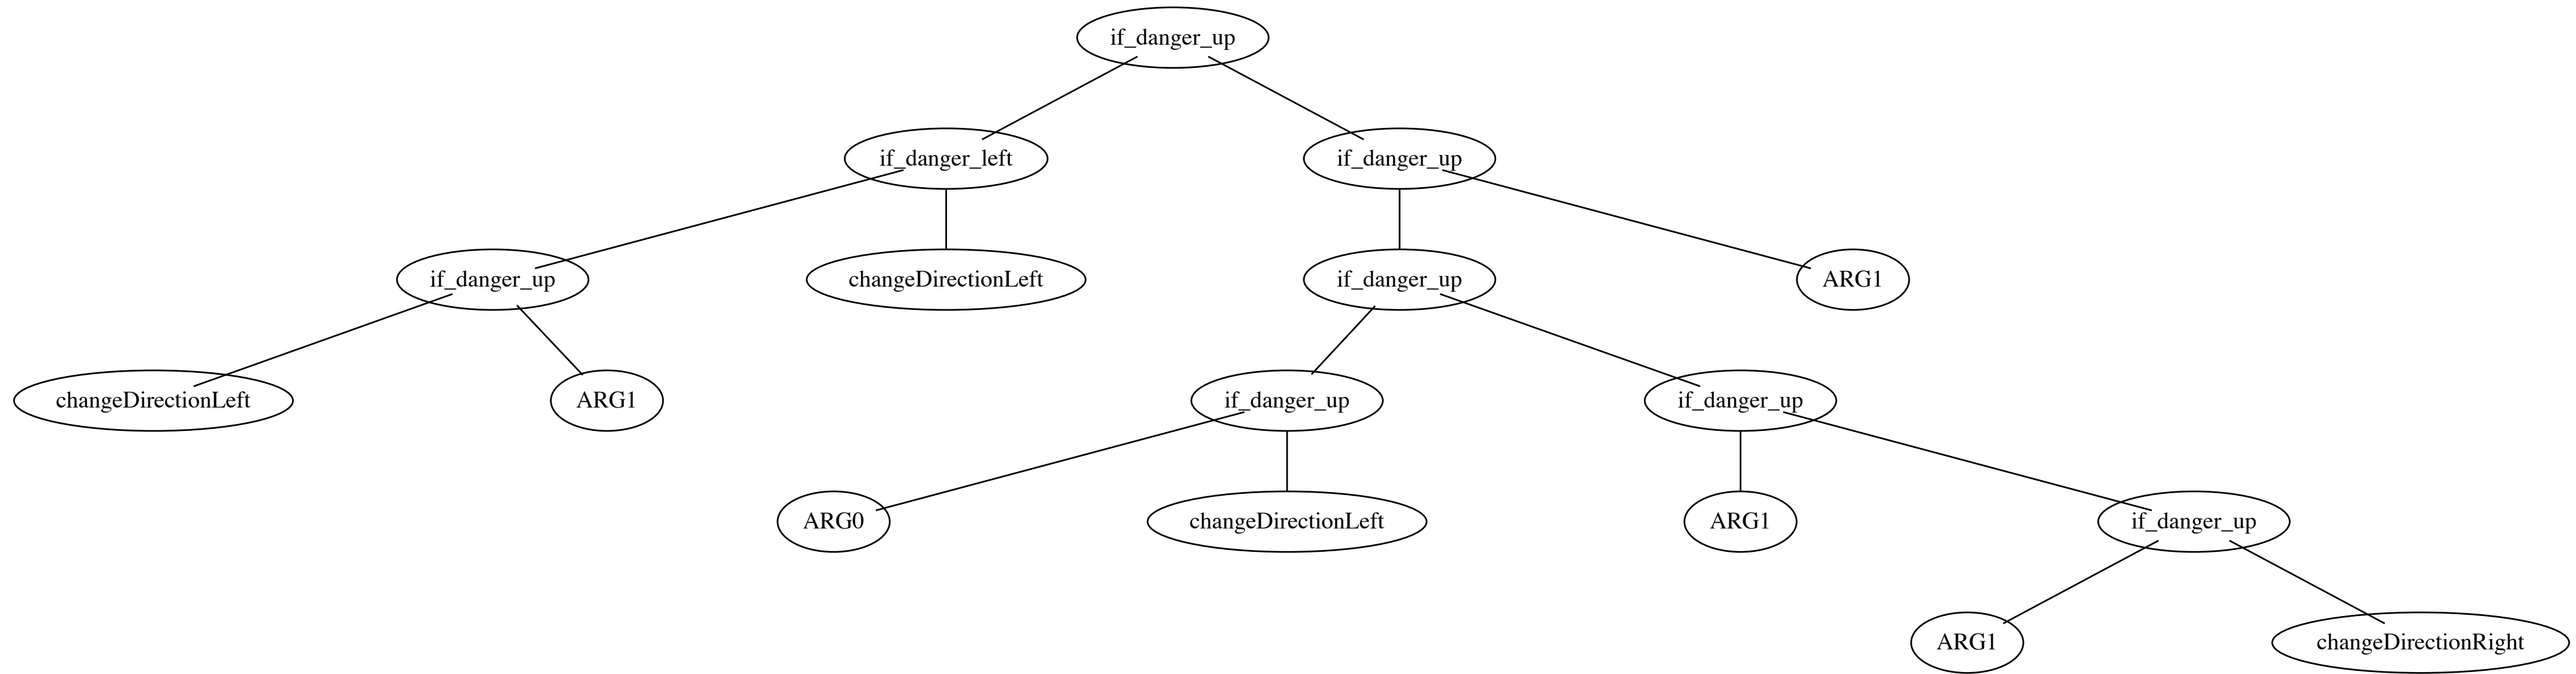 if_danger_up
if_danger_left
if_danger_up
if_danger_up
changeDirectionLeft
if_danger_up
ARG1
changeDirectionLeft
ARG1
if_danger_up
if_danger_up
ARG0
changeDirectionLeft
ARG1
if_danger_up
ARG1
changeDirectionRight